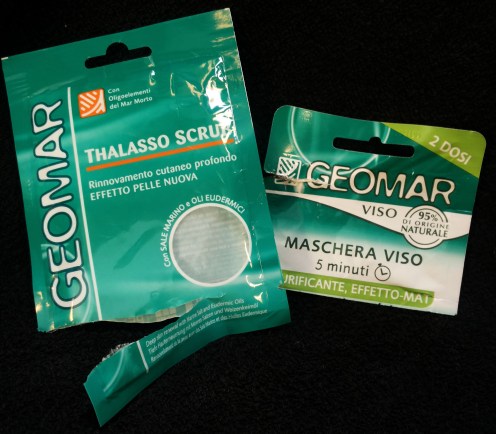 GEOMAR
Con
Oligoelementi
del Mar Morto
THALASSO SCRUB
Rinnovamento cutaneo profondo
EFFETTO PELLE NUOVA
Con SALE MARINO e OLI EUDERMICI
2 DOSI
GEOMAR
VISO
95%
DI ORIGINE
NATURALE
MASCHERA VISO
5 minuti
URIFICANTE, EFFETTO-MAT